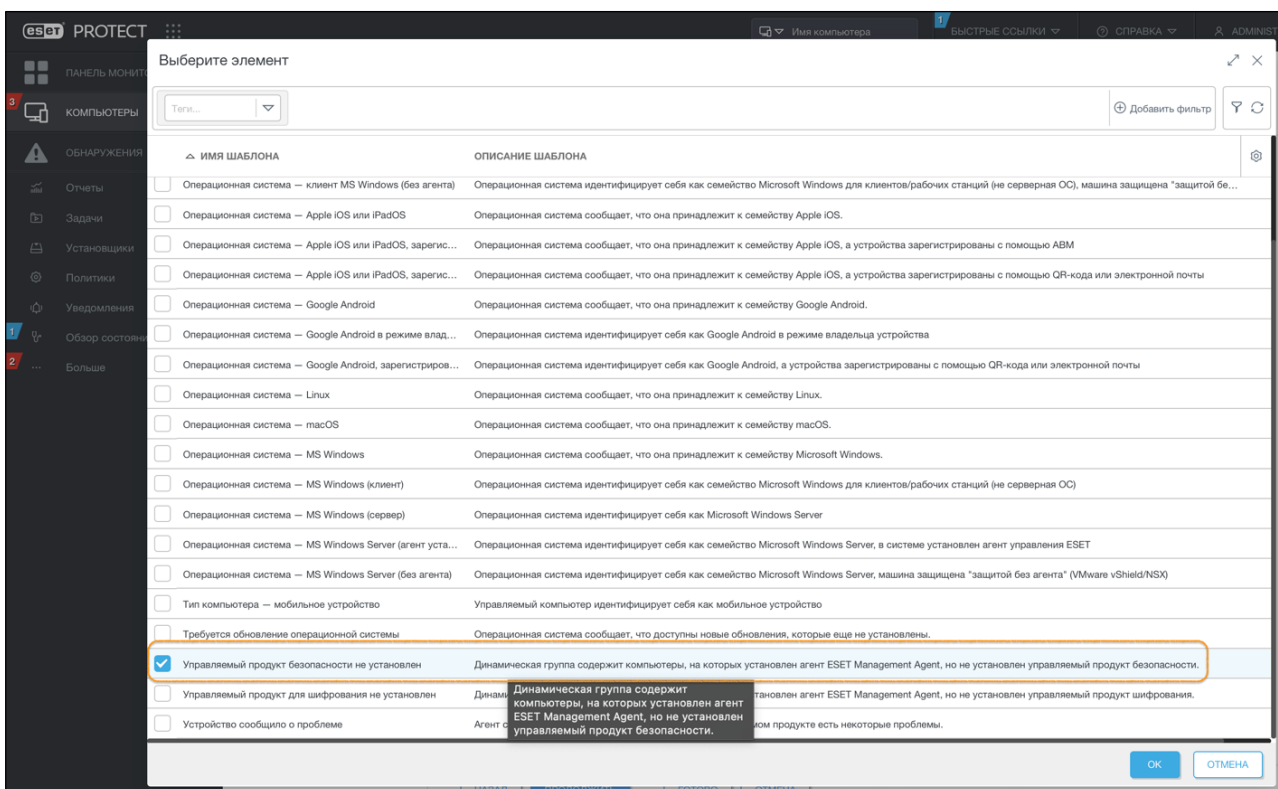 eset PROTECT
Имя компьютера
1
БЫСТРЫЕ ССЫЛКИ
СПРАВКА
ADMINIST
Выберите элемент
ПАНЕЛЬ МОНИТО
3
КОМПЬЮТЕРЫ
Теги...
Добавить фильтр
ОБНАРУЖЕНИЯ
ИМЯ ШАБЛОНА ОПИСАНИЕ ШАБЛОНА
Отчеты
Задачи
Установщики
Политики
Уведомления
1
Обзор состояни
2
Больше
Операционная система — клиент MS Windows (без агента) Операционная система идентифицирует себя как семейство Microsoft Windows для клиентов/рабочих станций (не серверная ОС), машина защищена "защитой бе...
Операционная система — Apple iOS или iPadOS Операционная система сообщает, что она принадлежит к семейству Apple iOS.
Операционная система — Apple iOS или iPadOS, зарегис... Операционная система сообщает, что она принадлежит к семейству Apple iOS, а устройства зарегистрированы с помощью ABM
Операционная система — Apple iOS или iPadOS, зарегис... Операционная система сообщает, что она принадлежит к семейству Apple iOS, а устройства зарегистрированы с помощью QR-кода или электронной почты
Операционная система — Google Android Операционная система сообщает, что она принадлежит к семейству Google Android.
Операционная система — Google Android в режиме влад... Операционная система идентифицирует себя как Google Android в режиме владельца устройства
Операционная система — Google Android, зарегистриров... Операционная система идентифицирует себя как Google Android, а устройства зарегистрированы с помощью QR-кода или электронной почты
Операционная система — Linux Операционная система сообщает, что она принадлежит к семейству Linux.
Операционная система — macOS Операционная система сообщает, что она принадлежит к семейству macOS.
Операционная система — MS Windows Операционная система сообщает, что она принадлежит к семейству Microsoft Windows.
Операционная система — MS Windows (клиент) Операционная система идентифицирует себя как семейство Microsoft Windows для клиентов/рабочих станций (не серверная ОС)
Операционная система — MS Windows (сервер) Операционная система идентифицирует себя как Microsoft Windows Server
Операционная система — MS Windows Server (агент уста... Операционная система идентифицирует себя как семейство Microsoft Windows Server, в системе установлен агент управления ESET
Операционная система — MS Windows Server (без агента) Операционная система идентифицирует себя как семейство Microsoft Windows Server, машина защищена "защитой без агента" (VMware vShield/NSX)
Тип компьютера — мобильное устройство Управляемый компьютер идентифицирует себя как мобильное устройство
Требуется обновление операционной системы Операционная система сообщает, что доступны новые обновления, которые еще не установлены.
Управляемый продукт безопасности не установлен Динамическая группа содержит компьютеры, на которых установлен агент ESET Management Agent, но не установлен управляемый продукт безопасности.
Управляемый продукт для шифрования не установлен Динами тановлен агент ESET Management Agent, но не установлен управляемый продукт шифрования.
Устройство сообщило о проблеме Агент с мом продукте есть некоторые проблемы.
Динамическая группа содержит
компьютеры, на которых установлен агент
ESET Management Agent, но не установлен
управляемый продукт безопасности.
OK ОТМЕНА